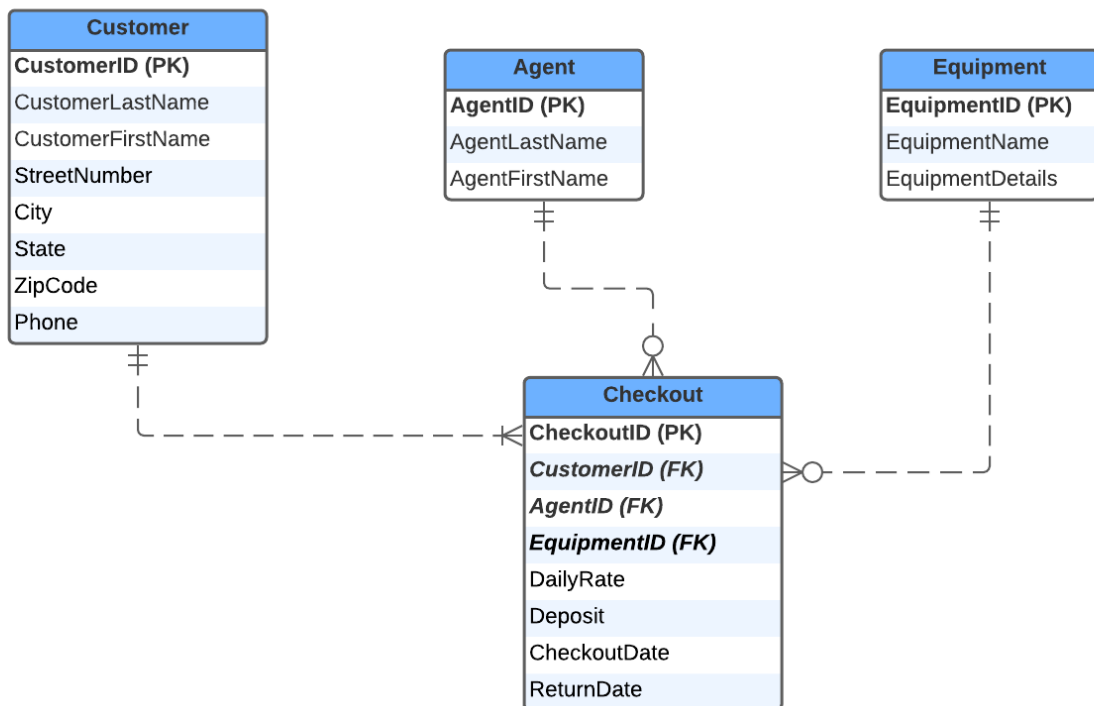 Customer
CustomerID (PK)
CustomerLastName
CustomerFirstName
StreetNumber
City
State
ZipCode
Phone
Agent
AgentID (PK)
AgentLastName
AgentFirstName
Equipment
EquipmentID (PK)
EquipmentName
EquipmentDetails
Checkout
CheckoutID (PK)
CustomerID (FK)
AgentID (FK)
EquipmentID (FK)
DailyRate
Deposit
CheckoutDate
ReturnDate